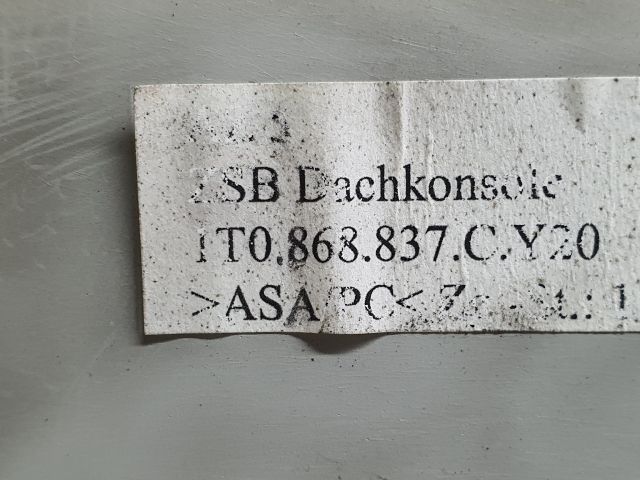 ZSB Dachkonsole
1T0.868.837.C.Y20
>ASA/PC<